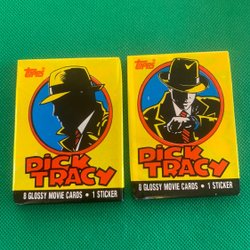 Topps
DICK
TRACY
8 GLOSSY MOVIE CARDS • 1 STICKER
Topps
DICK
TRACY
8 GLOSSY MOVIE CARDS • 1 STICKER